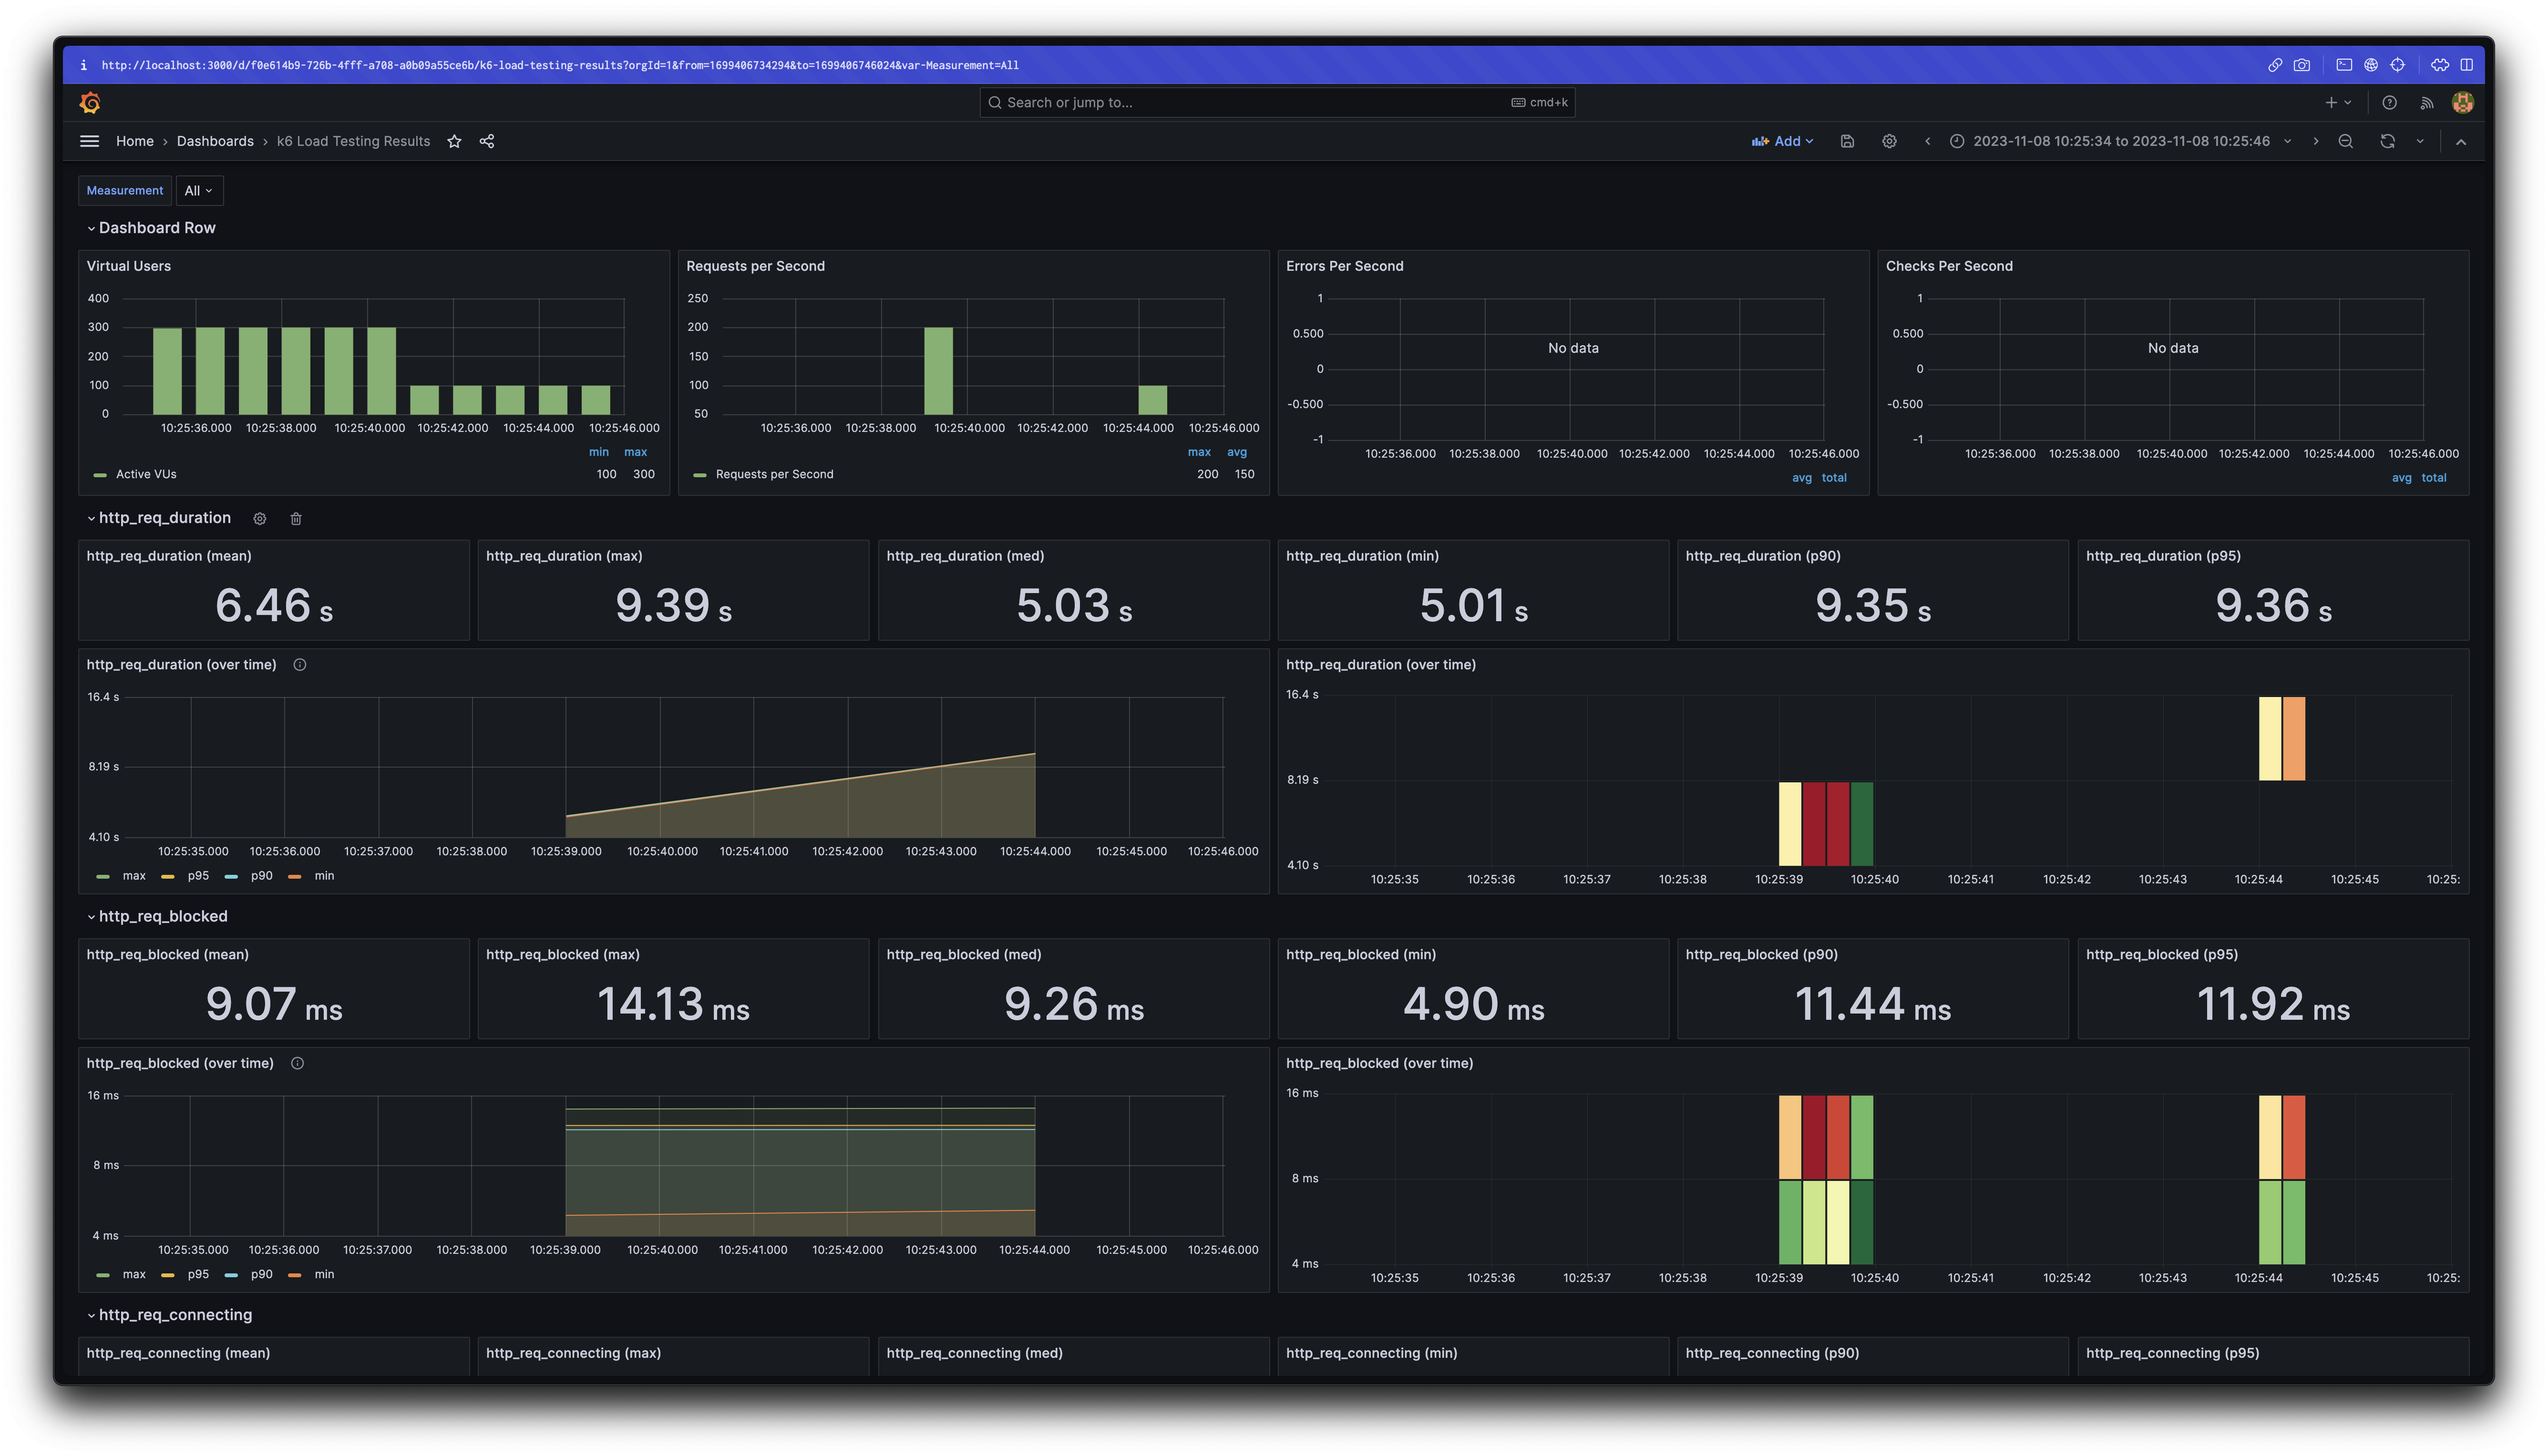 i http://localhost:3000/d/f0e614b9-726b-4fff-a708-a0b09a55ce6b/k6-load-testing-results?orgId=1&from=1699406734294&to=1699406746024&var-Measurement=All
Search or jump to... cmd+k
Home › Dashboards › k6 Load Testing Results
Add
2023-11-08 10:25:34 to 2023-11-08 10:25:46
Measurement All
Dashboard Row
Virtual Users
400
300
200
100
0
10:25:36.000 10:25:38.000 10:25:40.000 10:25:42.000 10:25:44.000 10:25:46.000
min max
Active VUs 100 300
Requests per Second
250
200
150
100
50
10:25:36.000 10:25:38.000 10:25:40.000 10:25:42.000 10:25:44.000 10:25:46.000
max avg
Requests per Second 200 150
Errors Per Second
1
0.500
0
-0.500
-1
No data
10:25:36.000 10:25:38.000 10:25:40.000 10:25:42.000 10:25:44.000 10:25:46.000
avg total
Checks Per Second
1
0.500
0
-0.500
-1
No data
10:25:36.000 10:25:38.000 10:25:40.000 10:25:42.000 10:25:44.000 10:25:46.000
avg total
http_req_duration
http_req_duration (mean)
6.46 s
http_req_duration (max)
9.39 s
http_req_duration (med)
5.03 s
http_req_duration (min)
5.01 s
http_req_duration (p90)
9.35 s
http_req_duration (p95)
9.36 s
http_req_duration (over time)
16.4 s
8.19 s
4.10 s
10:25:35.000 10:25:36.000 10:25:37.000 10:25:38.000 10:25:39.000 10:25:40.000 10:25:41.000 10:25:42.000 10:25:43.000 10:25:44.000 10:25:45.000 10:25:46.000
max p95 p90 min
http_req_duration (over time)
16.4 s
8.19 s
4.10 s
10:25:35 10:25:36 10:25:37 10:25:38 10:25:39 10:25:40 10:25:41 10:25:42 10:25:43 10:25:44 10:25:45 10:25:
http_req_blocked
http_req_blocked (mean)
9.07 ms
http_req_blocked (max)
14.13 ms
http_req_blocked (med)
9.26 ms
http_req_blocked (min)
4.90 ms
http_req_blocked (p90)
11.44 ms
http_req_blocked (p95)
11.92 ms
http_req_blocked (over time)
16 ms
8 ms
4 ms
10:25:35.000 10:25:36.000 10:25:37.000 10:25:38.000 10:25:39.000 10:25:40.000 10:25:41.000 10:25:42.000 10:25:43.000 10:25:44.000 10:25:45.000 10:25:46.000
max p95 p90 min
http_req_blocked (over time)
16 ms
8 ms
4 ms
10:25:35 10:25:36 10:25:37 10:25:38 10:25:39 10:25:40 10:25:41 10:25:42 10:25:43 10:25:44 10:25:45 10:25:
http_req_connecting
http_req_connecting (mean)
http_req_connecting (max)
http_req_connecting (med)
http_req_connecting (min)
http_req_connecting (p90)
http_req_connecting (p95)